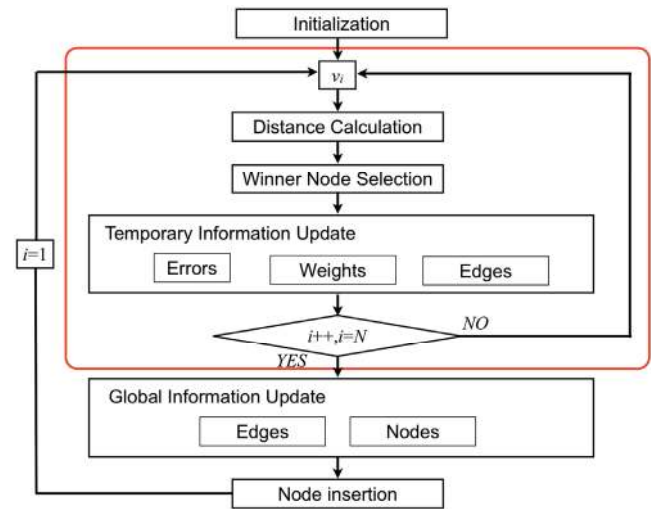 Initialization
v_i
Distance Calculation
Winner Node Selection
Temporary Information Update
Errors Weights Edges
i=1
i++,i=N
NO
YES
Global Information Update
Edges Nodes
Node insertion